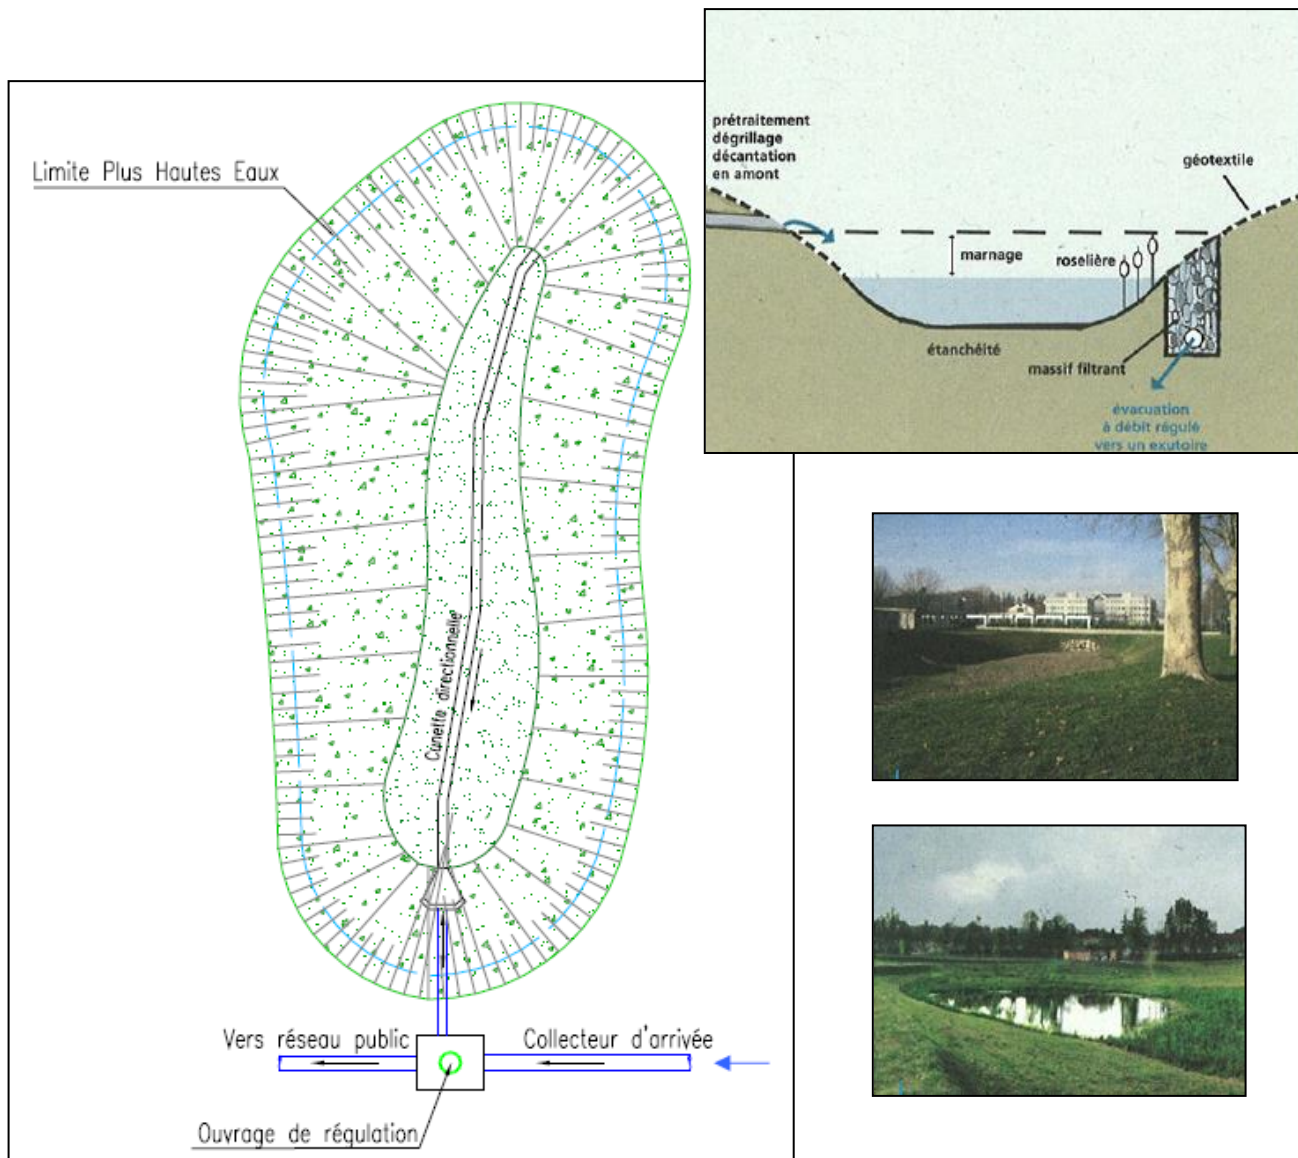 Limite Plus Hautes Eaux
Cunette directionnelle
Vers réseau public
Collecteur d'arrivée
Ouvrage de régulation
prétraitement
dégrillage
décantation
en amont
géotextile
marnage
roselière
étanchéité
massif filtrant
évacuation
à débit régulé
vers un exutoire